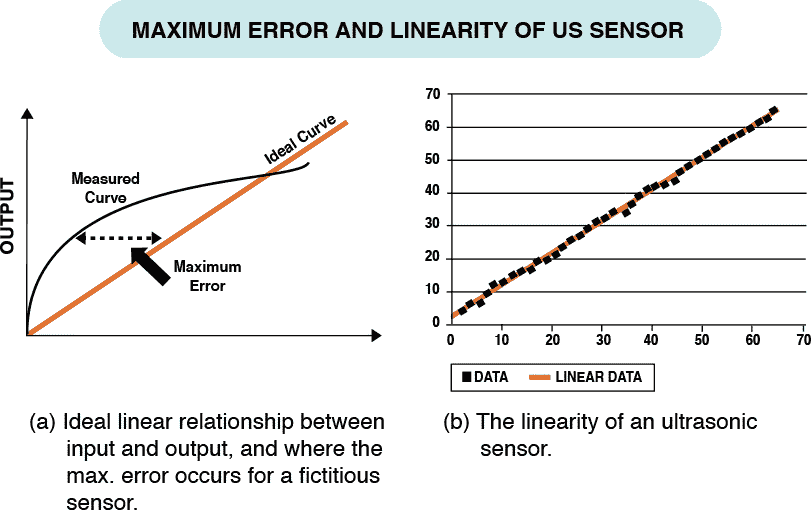 MAXIMUM ERROR AND LINEARITY OF US SENSOR
OUTPUT
Measured
Curve
Ideal Curve
Maximum
Error
(a) Ideal linear relationship between
input and output, and where the
max. error occurs for a fictitious
sensor.
70
60
50
40
30
20
10
0
0 10 20 30 40 50 60 70
DATA LINEAR DATA
(b) The linearity of an ultrasonic
sensor.